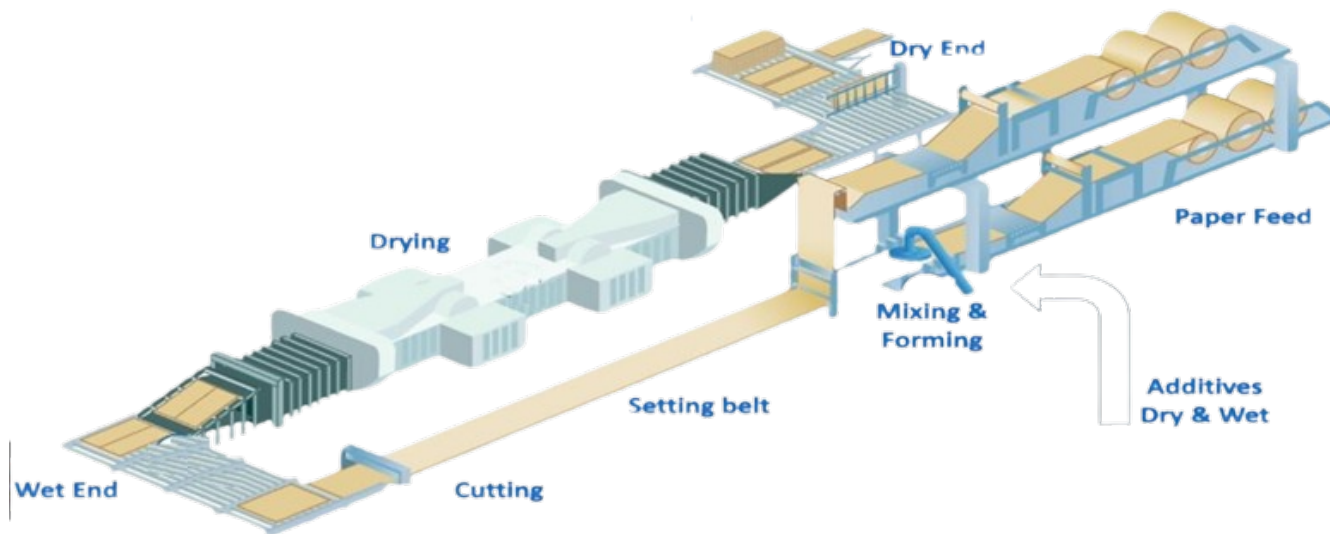 Dry End
Paper Feed
Drying
Mixing &
Forming
Additives
Dry & Wet
Setting belt
Wet End
Cutting